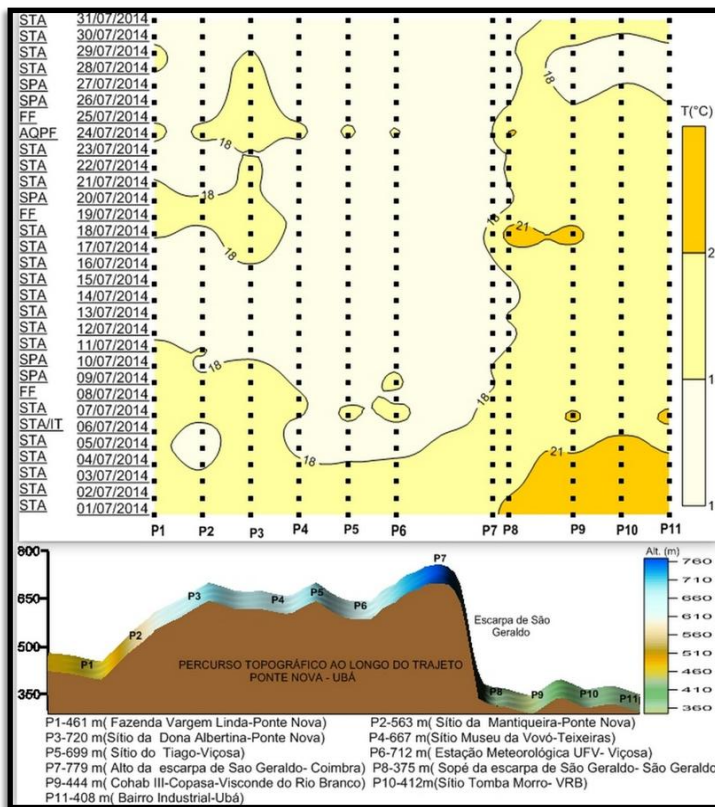 STA 31/07/2014
STA 30/07/2014
STA 29/07/2014
STA 28/07/2014
SPA 27/07/2014
SPA 26/07/2014
FF 25/07/2014
AQPF 24/07/2014
STA 23/07/2014
STA 22/07/2014
STA 21/07/2014
SPA 20/07/2014
FF 19/07/2014
STA 18/07/2014
STA 17/07/2014
STA 16/07/2014
STA 15/07/2014
STA 14/07/2014
STA 13/07/2014
STA 12/07/2014
STA 11/07/2014
SPA 10/07/2014
SPA 09/07/2014
FF 08/07/2014
STA 07/07/2014
STA/IT 06/07/2014
STA 05/07/2014
STA 04/07/2014
STA 03/07/2014
STA 02/07/2014
STA 01/07/2014
18
18
18
18
18
18
18
18
18
21
21
T(°C)
2
1
1
P1 P2 P3 P4 P5 P6 P7 P8 P9 P10 P11
800
650
500
350
P1
P2
P3
P4
P5
P6
P7
P8
P9
P10
P11
Escarpa de São
Geraldo
PERCURSO TOPOGRÁFICO AO LONGO DO TRAJETO
PONTE NOVA - UBÁ
Alt. (m)
760
710
660
610
560
510
460
410
360
P1-461 m( Fazenda Vargem Linda-Ponte Nova) P2-563 m( Sítio da Mantiqueira-Ponte Nova)
P3-720 m(Sítio da Dona Albertina-Ponte Nova) P4-667 m(Sítio Museu da Vovó-Teixeiras)
P5-699 m( Sítio do Tiago-Viçosa) P6-712 m( Estação Meteorológica UFV- Viçosa)
P7-779 m( Alto da escarpa de Sao Geraldo- Coimbra) P8-375 m( Sopé da escarpa de São Geraldo- São Geraldo)
P9-444 m( Cohab III-Copasa-Visconde do Rio Branco) P10-412m(Sítio Tomba Morro- VRB)
P11-408 m( Bairro Industrial-Ubá)